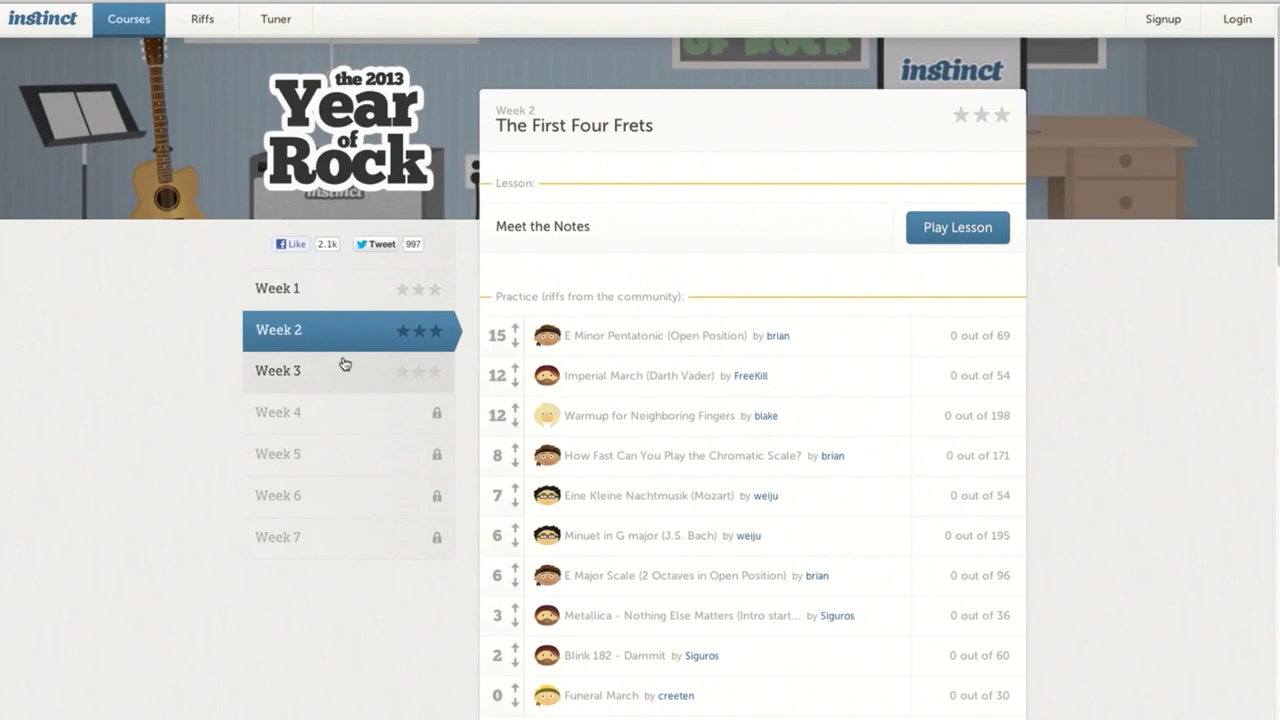 instinct Courses Riffs Tuner Signup Login
OF ROCK
instinct
the 2013
Year
of
Rock
instinct
Like 2.1k Tweet 997
Week 1
Week 2
Week 3
Week 4
Week 5
Week 6
Week 7
Week 2
The First Four Frets
Lesson:
Meet the Notes Play Lesson
Practice (riffs from the community):
15 E Minor Pentatonic (Open Position) by brian 0 out of 69
12 Imperial March (Darth Vader) by FreeKill 0 out of 54
12 Warmup for Neighboring Fingers by blake 0 out of 198
8 How Fast Can You Play the Chromatic Scale? by brian 0 out of 171
7 Eine Kleine Nachtmusik (Mozart) by weiju 0 out of 54
6 Minuet in G major (J.S. Bach) by weiju 0 out of 195
6 E Major Scale (2 Octaves in Open Position) by brian 0 out of 96
3 Metallica - Nothing Else Matters (Intro start... by Siguros 0 out of 36
2 Blink 182 - Dammit by Siguros 0 out of 60
0 Funeral March by creeten 0 out of 30